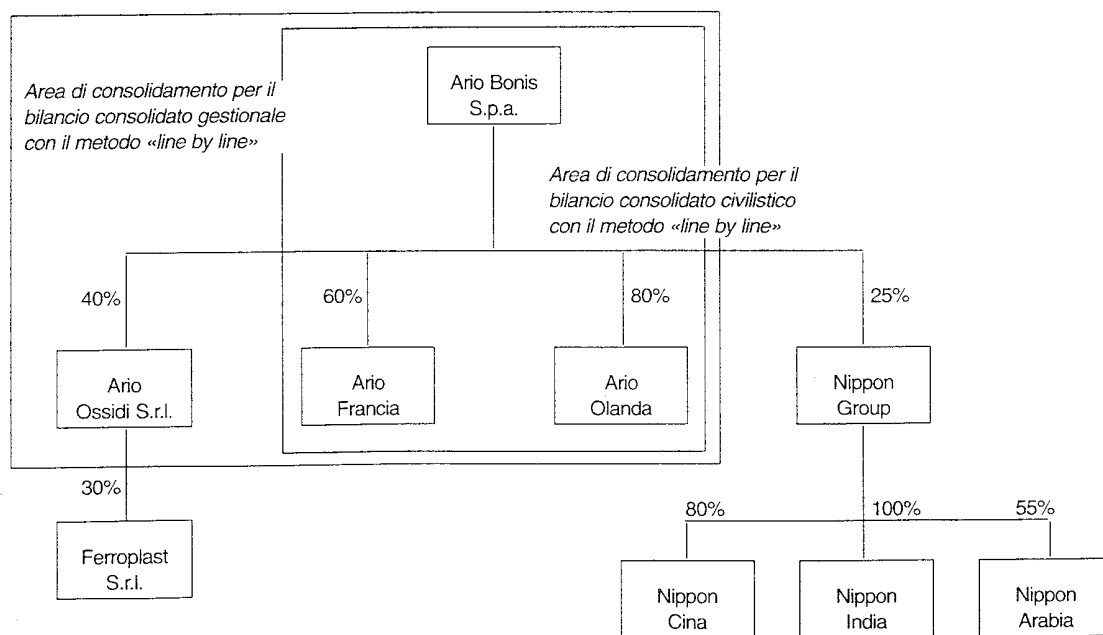 Ario Bonis
S.p.a.
Area di consolidamento per il
bilancio consolidato gestionale
con il metodo «line by line»
Area di consolidamento per il
bilancio consolidato civilistico
con il metodo «line by line»
40%
60%
80%
25%
Ario
Ossidi S.r.l.
Ario
Francia
Ario
Olanda
Nippon
Group
30%
80%
100%
55%
Ferroplast
S.r.l.
Nippon
Cina
Nippon
India
Nippon
Arabia